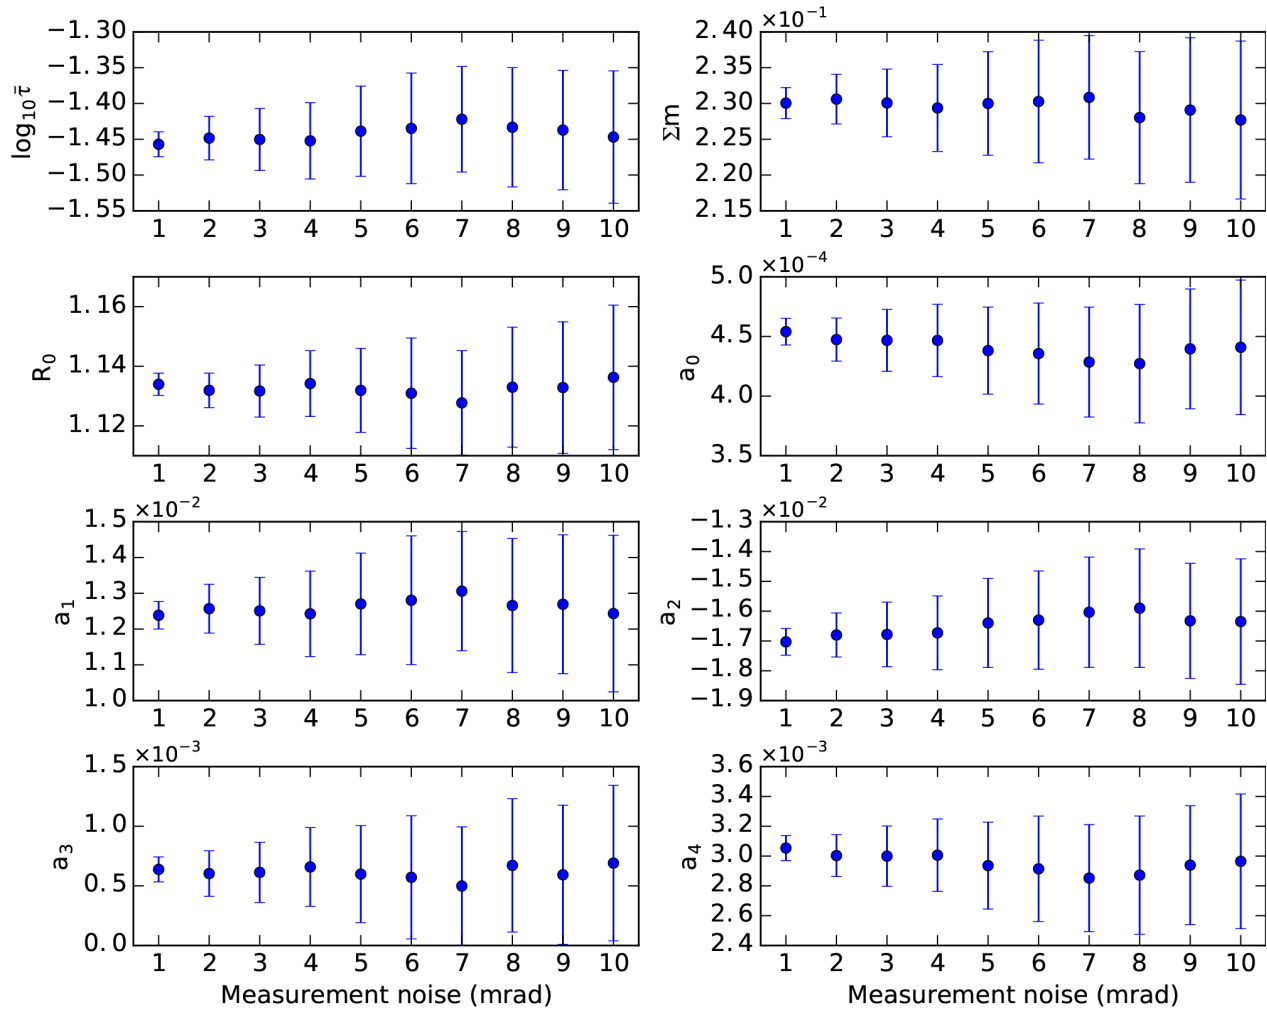 −1.30
−1.35
−1.40
−1.45
−1.50
−1.55
log₁₀ τ̄
1 2 3 4 5 6 7 8 9 10
×10⁻¹
2.40
2.35
2.30
2.25
2.20
2.15
Σm
1 2 3 4 5 6 7 8 9 10
1.16
1.14
1.12
R₀
1 2 3 4 5 6 7 8 9 10
×10⁻⁴
5.0
4.5
4.0
3.5
a₀
1 2 3 4 5 6 7 8 9 10
×10⁻²
1.5
1.4
1.3
1.2
1.1
1.0
a₁
1 2 3 4 5 6 7 8 9 10
×10⁻²
−1.3
−1.4
−1.5
−1.6
−1.7
−1.8
−1.9
a₂
1 2 3 4 5 6 7 8 9 10
×10⁻³
1.5
1.0
0.5
0.0
a₃
1 2 3 4 5 6 7 8 9 10
Measurement noise (mrad)
×10⁻³
3.6
3.4
3.2
3.0
2.8
2.6
2.4
a₄
1 2 3 4 5 6 7 8 9 10
Measurement noise (mrad)